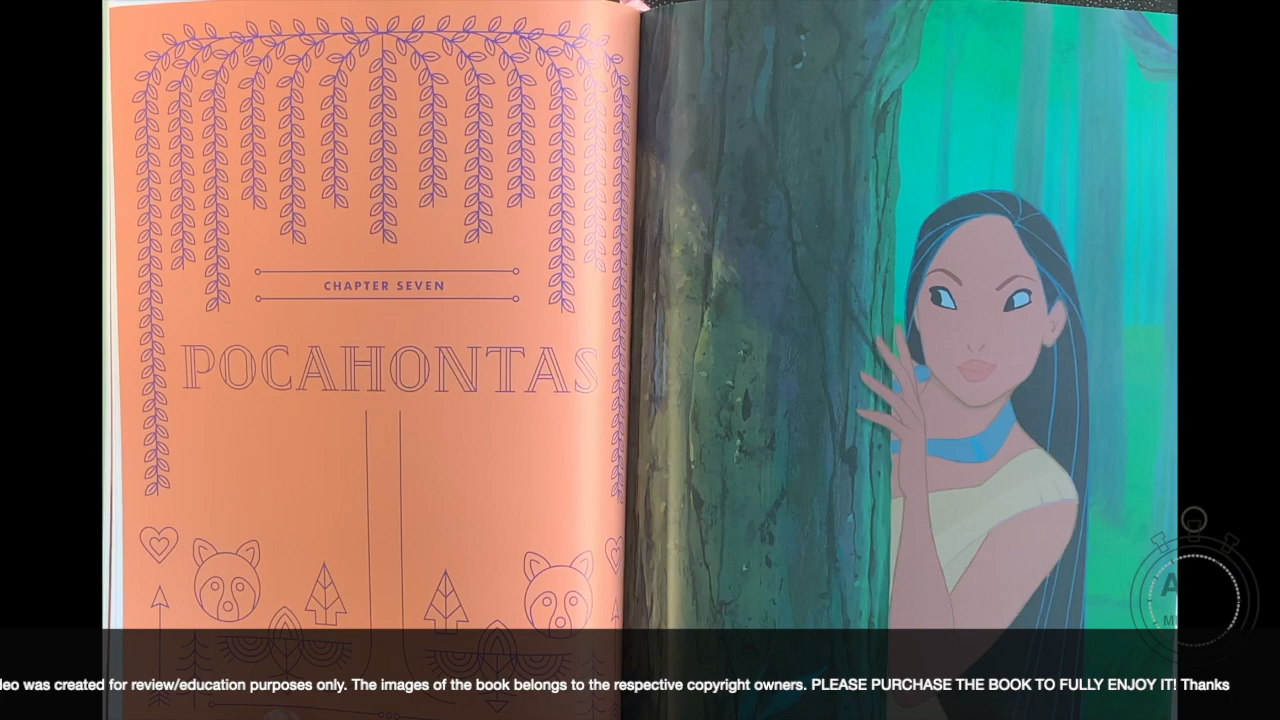 CHAPTER SEVEN
POCAHONTAS
deo was created for review/education purposes only. The images of the book belongs to the respective copyright owners. PLEASE PURCHASE THE BOOK TO FULLY ENJOY IT! Thanks